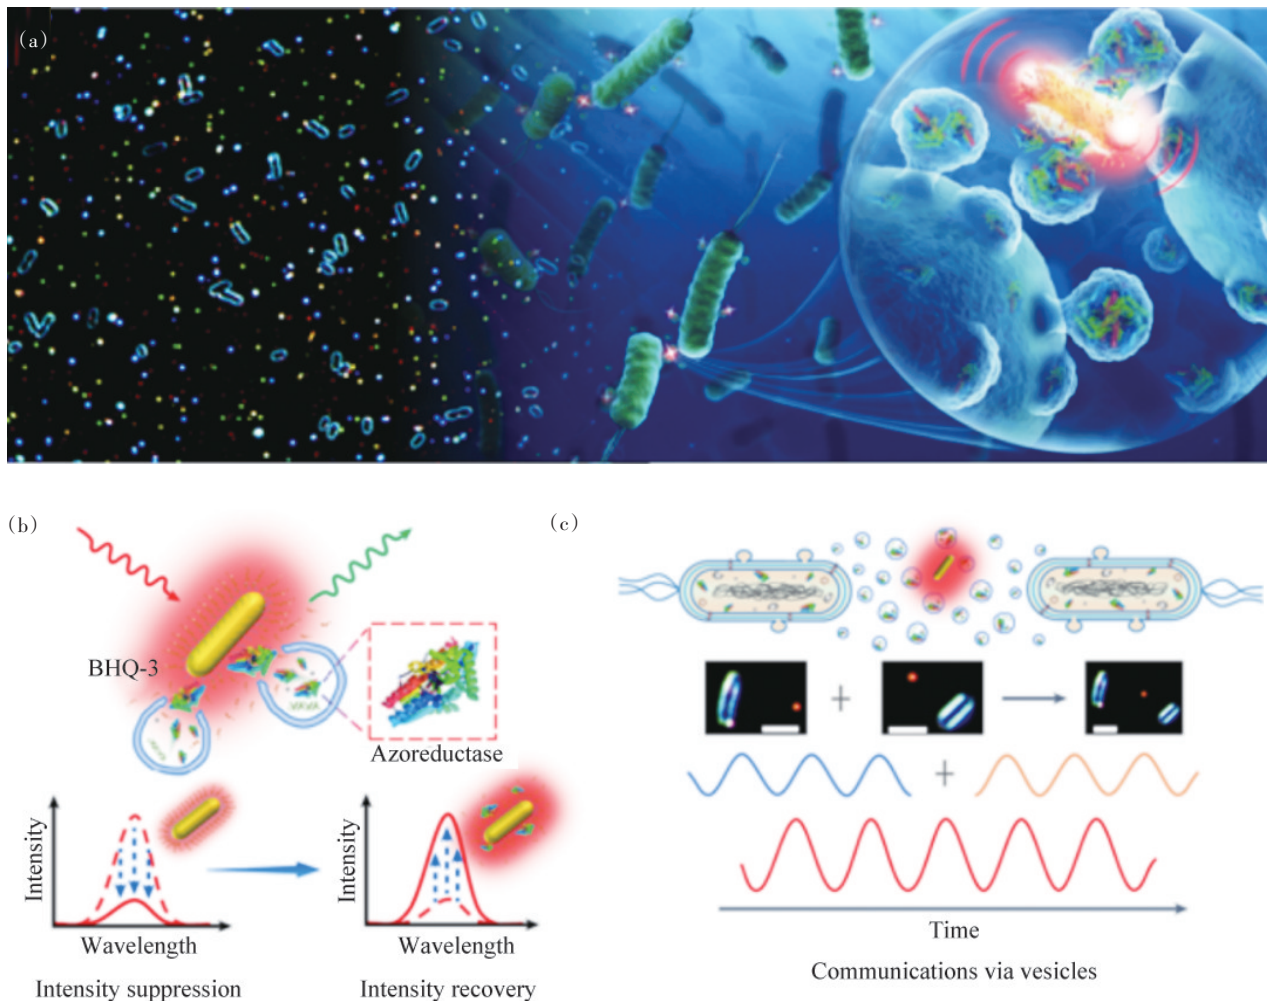 (a)
(b)
BHQ-3
Azoreductase
Intensity
Wavelength
Intensity suppression
Intensity
Wavelength
Intensity recovery
(c)
+
+
Time
Communications via vesicles